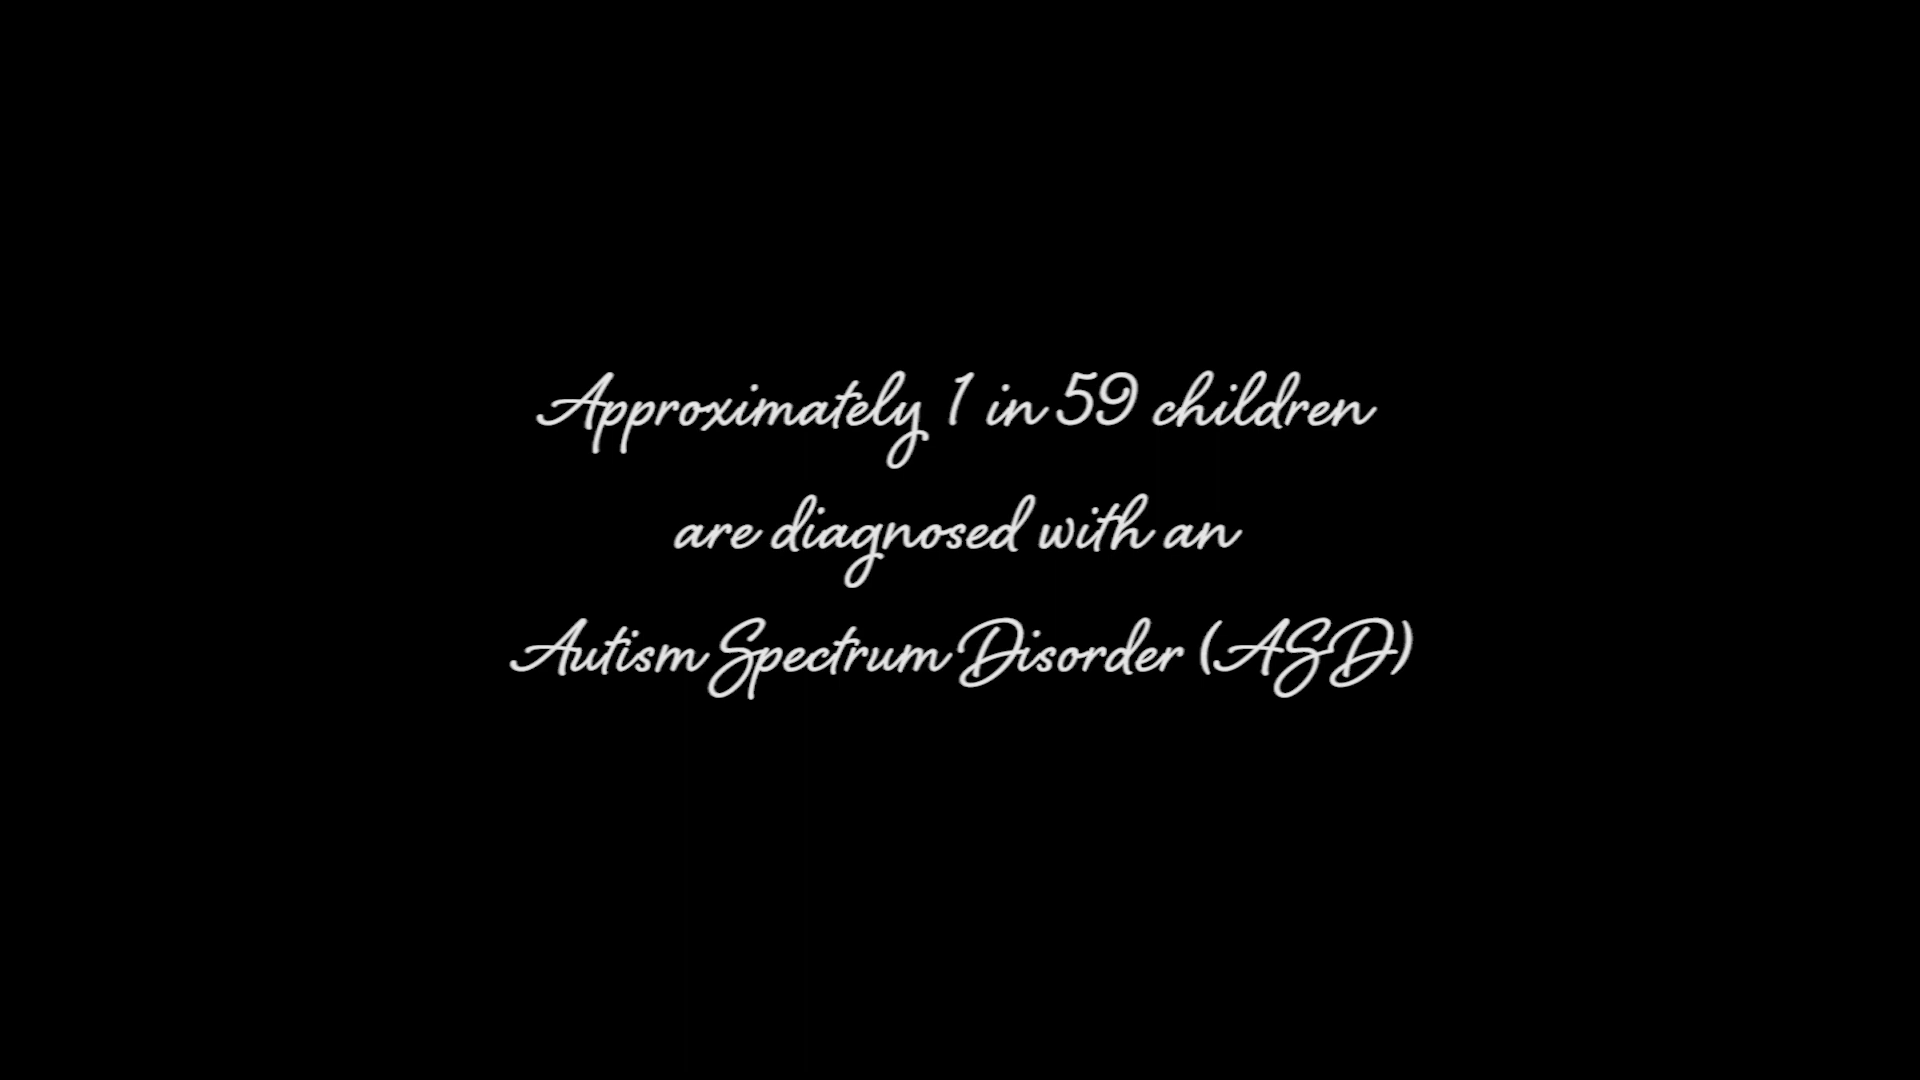 Approximately 1 in 59 children
are diagnosed with an
Autism Spectrum Disorder (ASD)